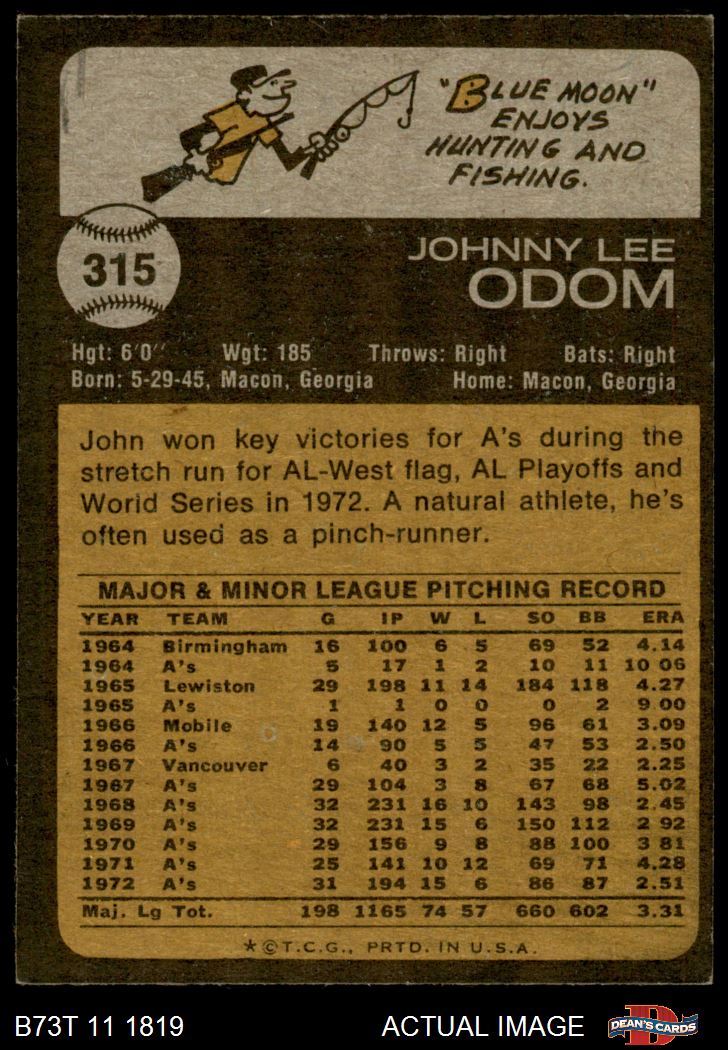 "BLUE MOON"
ENJOYS
HUNTING AND
FISHING.
315
JOHNNY LEE
ODOM
Hgt: 6'0" Wgt: 185 Throws: Right Bats: Right
Born: 5-29-45, Macon, Georgia Home: Macon, Georgia
John won key victories for A's during the
stretch run for AL-West flag, AL Playoffs and
World Series in 1972. A natural athlete, he's
often used as a pinch-runner.
MAJOR & MINOR LEAGUE PITCHING RECORD
YEAR TEAM G IP W L SO BB ERA
1964 Birmingham 16 100 6 5 69 52 4.14
1964 A's 5 17 1 2 10 11 10 06
1965 Lewiston 29 198 11 14 184 118 4.27
1965 A's 1 1 0 0 0 2 9.00
1966 Mobile 19 140 12 5 96 61 3.09
1966 A's 14 90 5 5 47 53 2.50
1967 Vancouver 6 40 3 2 35 22 2.25
1967 A's 29 104 3 8 67 68 5.02
1968 A's 32 231 16 10 143 98 2.45
1969 A's 32 231 15 6 150 112 2 92
1970 A's 29 156 9 8 88 100 3 81
1971 A's 25 141 10 12 69 71 4.28
1972 A's 31 194 15 6 86 87 2.51
Maj. Lg Tot. 198 1165 74 57 660 602 3.31
*©T.C.G., PRTD. IN U.S.A.
B73T 11 1819 ACTUAL IMAGE D DEAN'S CARDS